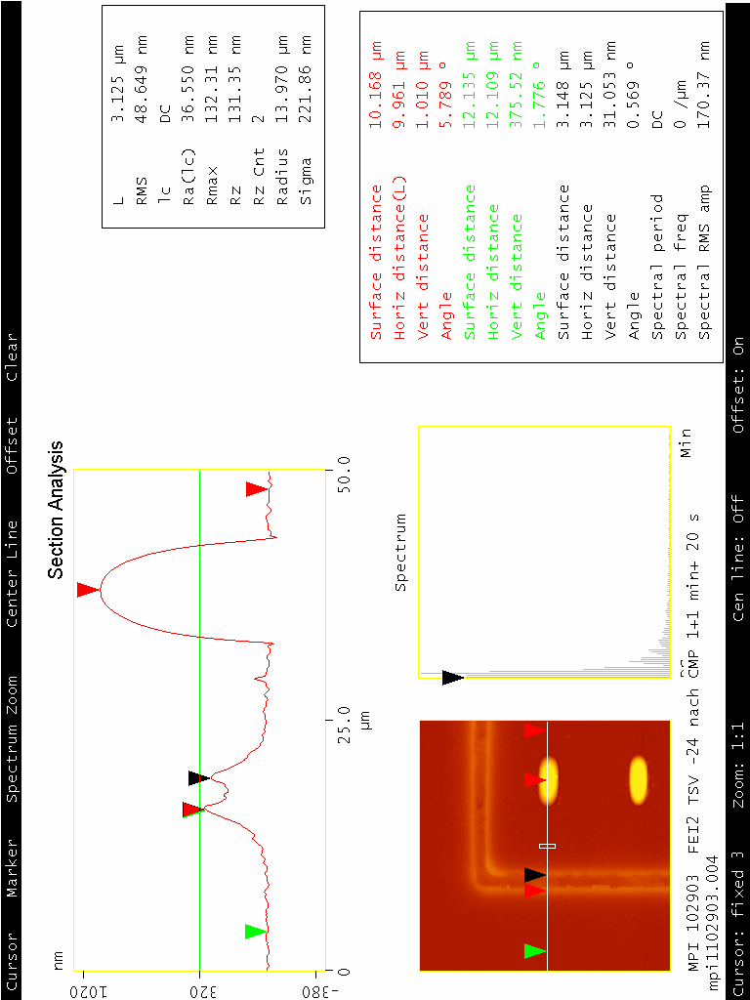 Cursor Marker Spectrum Zoom Center Line Offset Clear
Section Analysis
nm
1020
320
-380
0
25.0
50.0
µm
L 3.125 µm
RMS 48.649 nm
lc DC
Ra(lc) 36.550 nm
Rmax 132.31 nm
Rz 131.35 nm
Rz Cnt 2
Radius 13.970 µm
Sigma 221.86 nm
Spectrum
Min
Surface distance 10.168 µm
Horiz distance(L) 9.961 µm
Vert distance 1.010 µm
Angle 5.789 °
Surface distance 12.135 µm
Horiz distance 12.109 µm
Vert distance 375.52 nm
Angle 1.776 °
Surface distance 3.148 µm
Horiz distance 3.125 µm
Vert distance 31.053 nm
Angle 0.569 °
Spectral period DC
Spectral freq 0 /µm
Spectral RMS amp 170.37 nm
MPI 102903 FEI2 TSV -24 nach CMP 1+1 min+ 20 s
mpi1102903.004
Cursor: fixed 3 Zoom: 1:1 Cen line: Off Offset: On